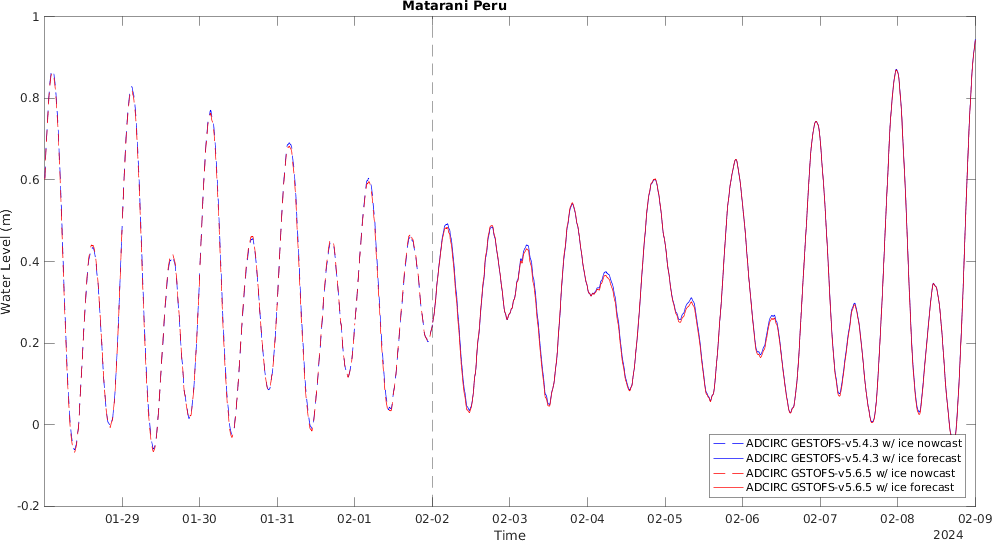 Matarani Peru
1
0.8
0.6
0.4
0.2
0
-0.2
Water Level (m)
01-29 01-30 01-31 02-01 02-02 02-03 02-04 02-05 02-06 02-07 02-08 02-09
Time
2024
ADCIRC GESTOFS-v5.4.3 w/ ice nowcast
ADCIRC GESTOFS-v5.4.3 w/ ice forecast
ADCIRC GSTOFS-v5.6.5 w/ ice nowcast
ADCIRC GSTOFS-v5.6.5 w/ ice forecast